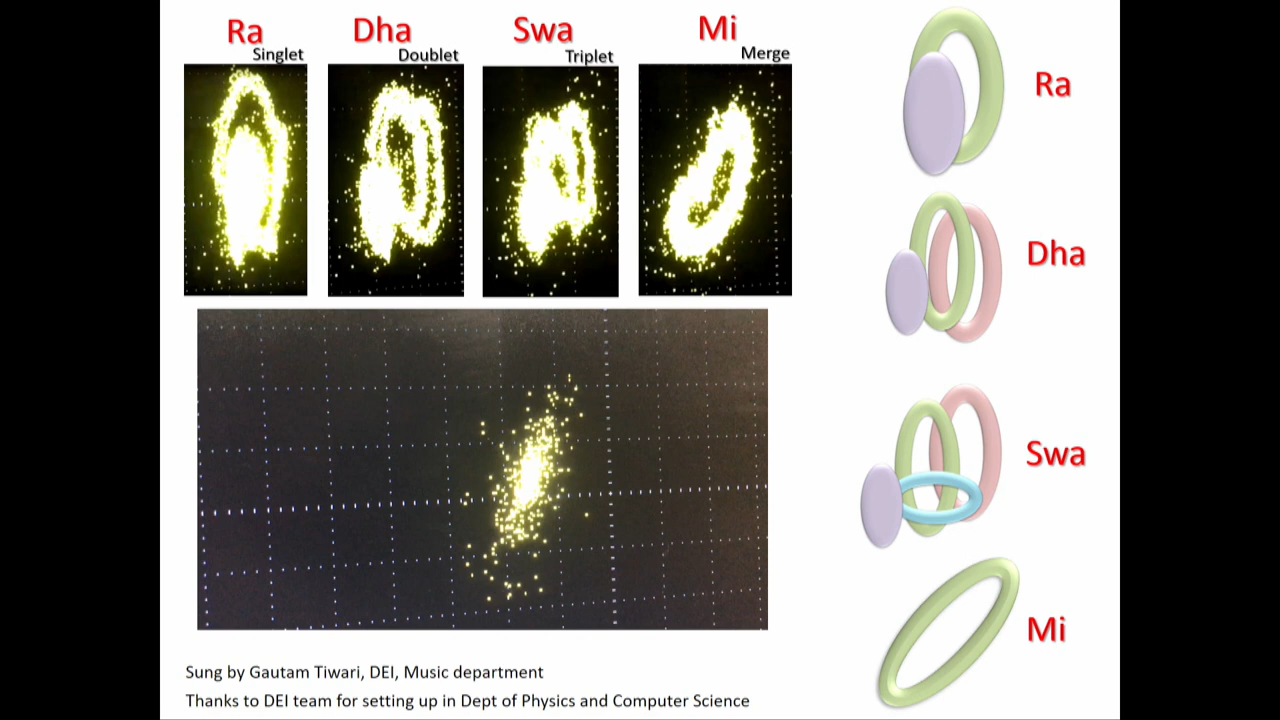 Ra
Singlet
Dha
Doublet
Swa
Triplet
Mi
Merge
Ra
Dha
Swa
Mi
Sung by Gautam Tiwari, DEI, Music department
Thanks to DEI team for setting up in Dept of Physics and Computer Science